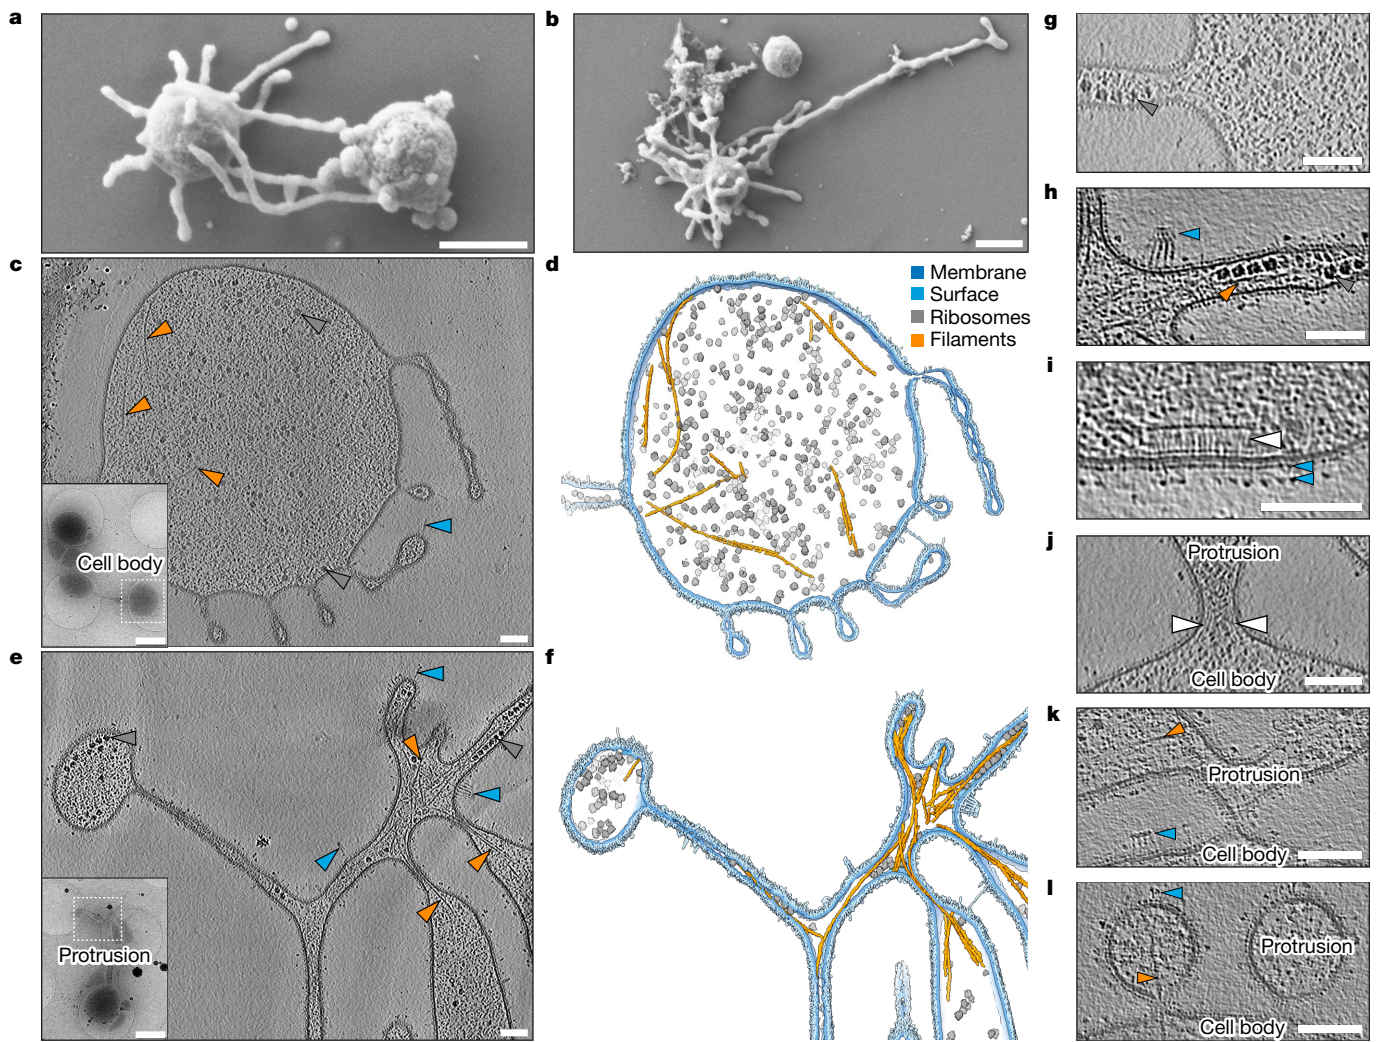 a
b
g
h
c
d
Membrane
Surface
Ribosomes
Filaments
i
Cell body
j
Protrusion
Cell body
e
f
k
Protrusion
Cell body
Protrusion
l
Protrusion
Cell body